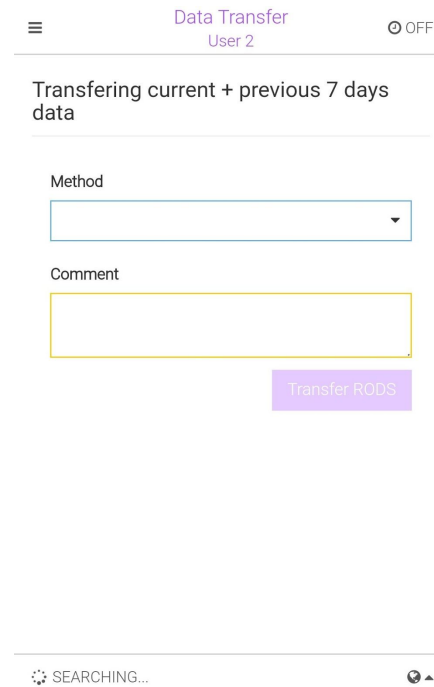 Data Transfer
User 2
OFF
Transfering current + previous 7 days
data
Method
Comment
Transfer RODS
SEARCHING...